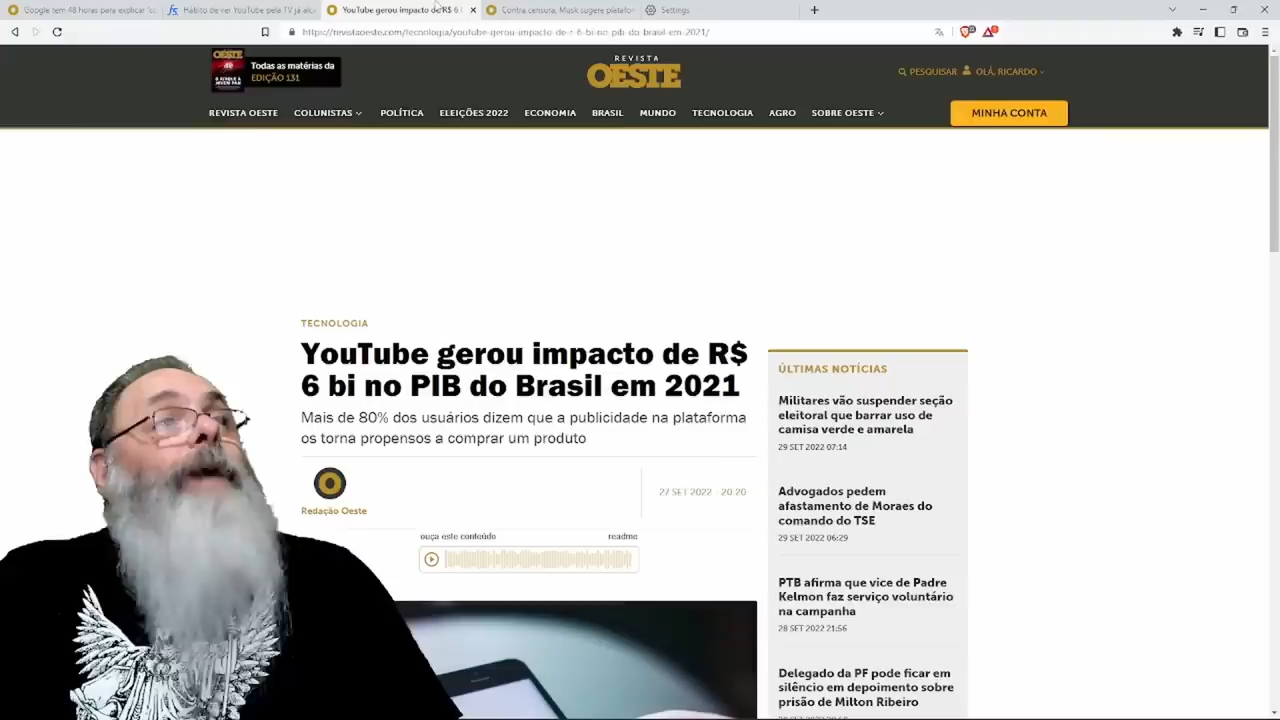 Google tem 48 horas para explicar 'co
Hábito de ver YouTube pela TV já alca
YouTube gerou impacto de R$ 6 l
Contra censura, Musk sugere platafor
Settings
https://revistaoeste.com/tecnologia/youtube-gerou-impacto-de-r-6-bi-no-pib-do-brasil-em-2021/
OESTE
Todas as matérias da
EDIÇÃO 131
REVISTA
OESTE
PESQUISAR
OLÁ, RICARDO
REVISTA OESTE
COLUNISTAS
POLÍTICA
ELEIÇÕES 2022
ECONOMIA
BRASIL
MUNDO
TECNOLOGIA
AGRO
SOBRE OESTE
MINHA CONTA
TECNOLOGIA
YouTube gerou impacto de R$
6 bi no PIB do Brasil em 2021
Mais de 80% dos usuários dizem que a publicidade na plataforma
os torna propensos a comprar um produto
Redação Oeste
27 SET 2022 - 20:20
ouça este conteúdo
readme
ÚLTIMAS NOTÍCIAS
Militares vão suspender seção
eleitoral que barrar uso de
camisa verde e amarela
29 SET 2022 07:14
Advogados pedem
afastamento de Moraes do
comando do TSE
29 SET 2022 06:29
PTB afirma que vice de Padre
Kelmon faz serviço voluntário
na campanha
28 SET 2022 21:56
Delegado da PF pode ficar em
silêncio em depoimento sobre
prisão de Milton Ribeiro